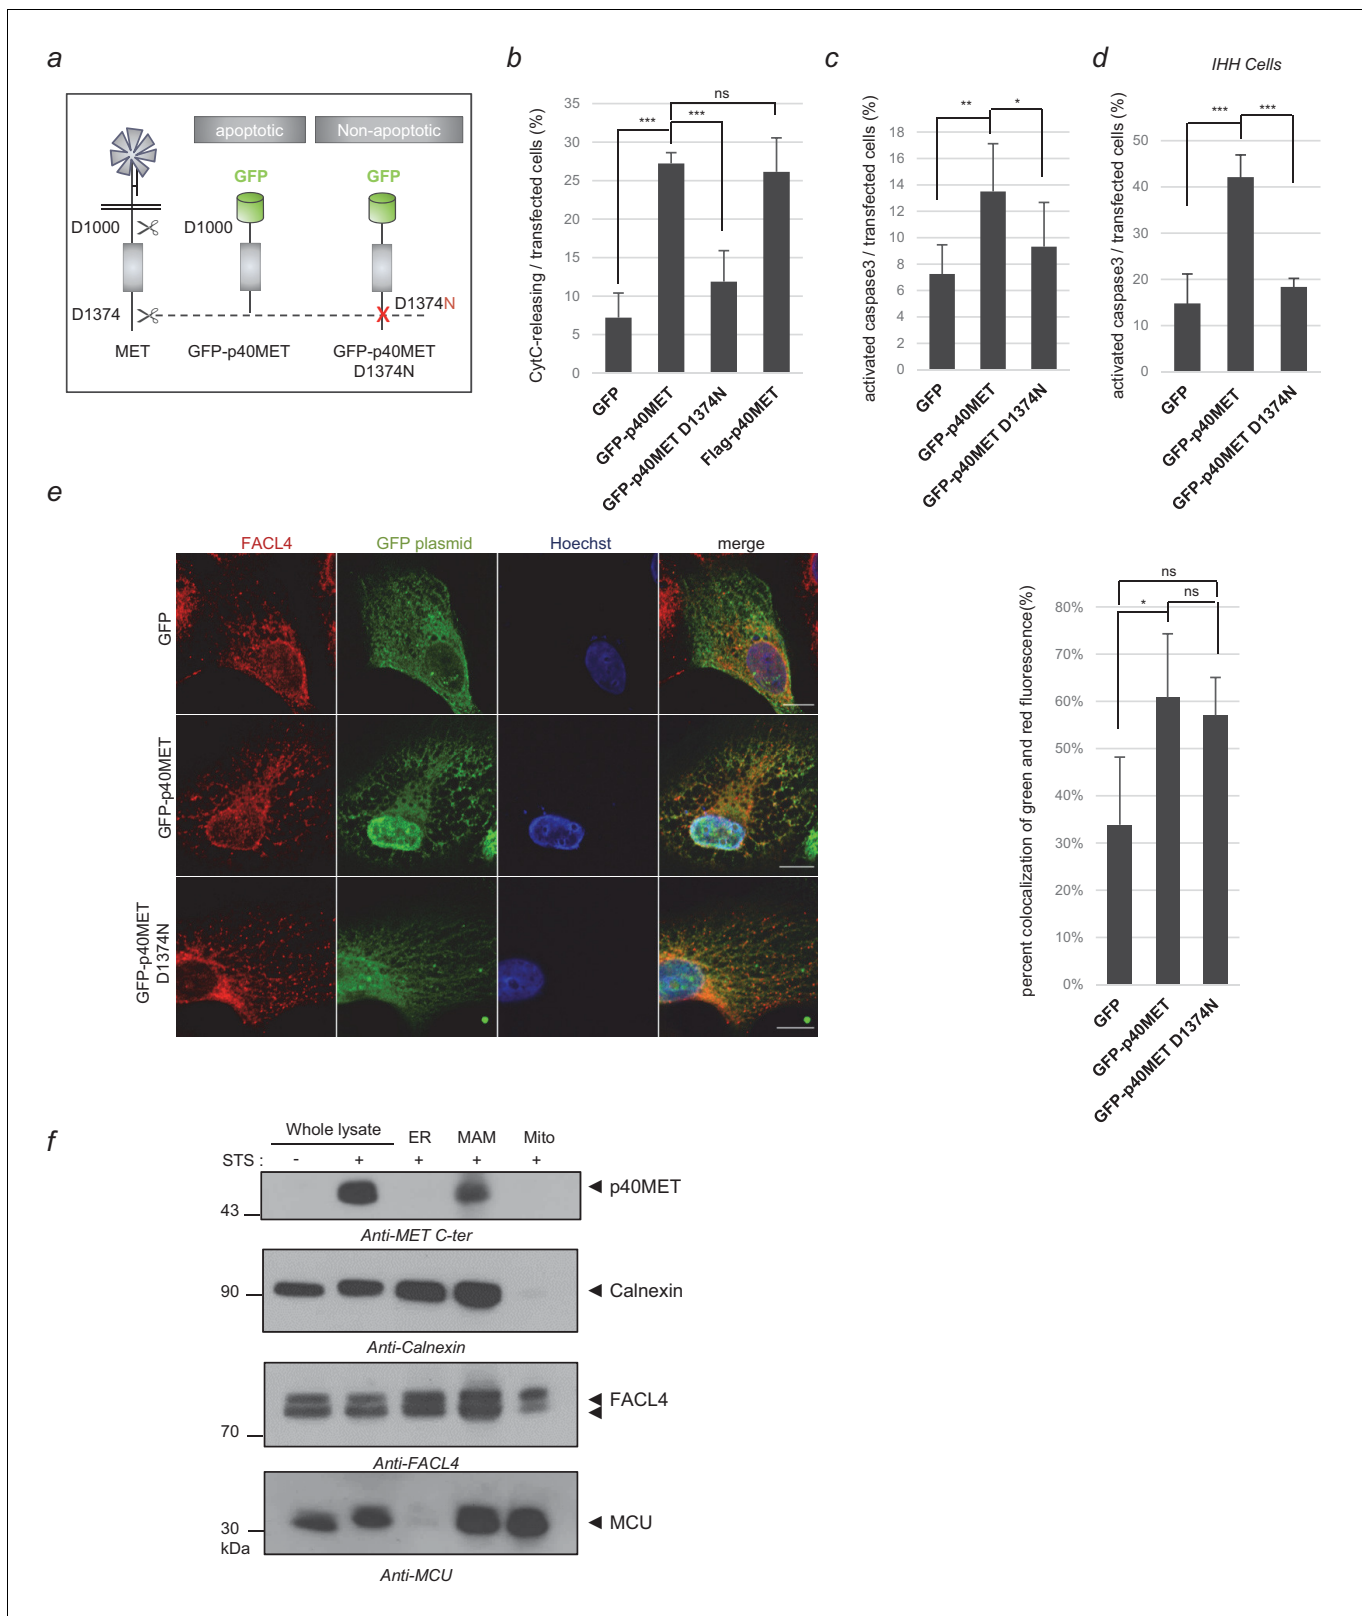 a
apoptotic
Non-apoptotic
GFP
GFP
D1000
D1000
D1374
D1374N
MET
GFP-p40MET
GFP-p40MET
D1374N
b
CytC-releasing / transfected cells (%)
35
30
25
20
15
10
5
0
***
***
ns
GFP
GFP-p40MET
GFP-p40MET D1374N
Flag-p40MET
c
activated caspase3 / transfected cells (%)
18
16
14
12
10
8
6
4
2
0
**
*
GFP
GFP-p40MET
GFP-p40MET D1374N
d
IHH Cells
activated caspase3 / transfected cells (%)
50
40
30
20
10
0
***
***
GFP
GFP-p40MET
GFP-p40MET D1374N
e
FACL4
GFP plasmid
Hoechst
merge
GFP
GFP-p40MET
GFP-p40MET
D1374N
percent colocalization of green and red fluorescence(%)
80%
70%
60%
50%
40%
30%
20%
10%
0%
ns
*
ns
GFP
GFP-p40MET
GFP-p40MET D1374N
f
Whole lysate ER MAM Mito
STS : - + + + +
43
p40MET
Anti-MET C-ter
90
Calnexin
Anti-Calnexin
FACL4
70
Anti-FACL4
30
kDa
MCU
Anti-MCU